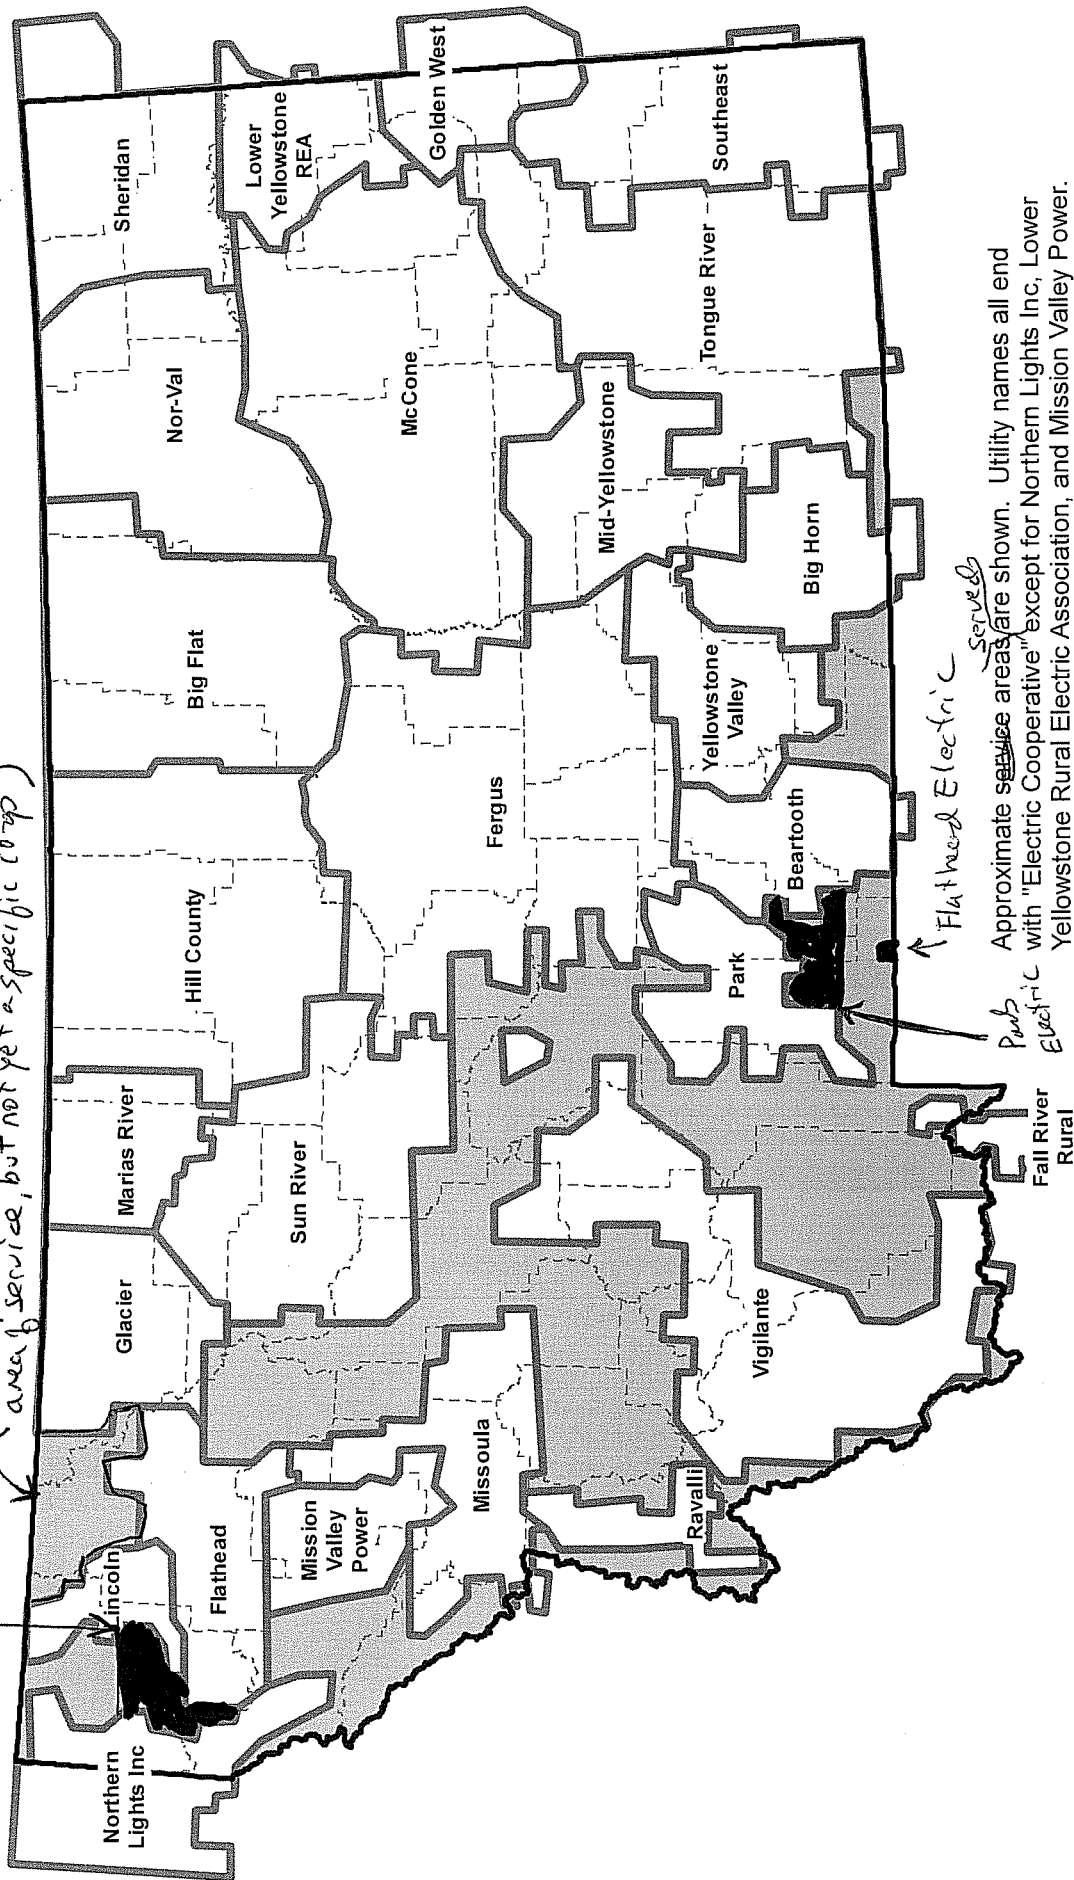 area of service, but not yet a specific co-op)
Northern
Lights Inc
Lincoln
Flathead
Mission
Valley
Power
Missoula
Ravalli
Glacier
Marias River
Sun River
Vigilante
Hill County
Big Flat
Fergus
Park
Beartooth
Yellowstone
Valley
Nor-Val
McCone
Mid-Yellowstone
Big Horn
Sheridan
Lower
Yellowstone
REA
Golden West
Tongue River
Southeast
Fall River
Rural
Park
Electric
Flathead Electric
served
Approximate service areas are shown. Utility names all end
with "Electric Cooperative" except for Northern Lights Inc, Lower
Yellowstone Rural Electric Association, and Mission Valley Power.